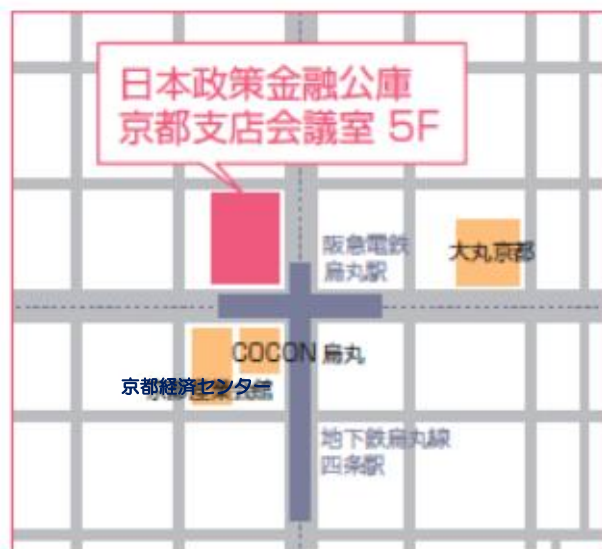 日本政策金融公庫
京都支店会議室 5F
阪急電鉄
烏丸駅
大丸京都
COCON 烏丸
京都経済センター
地下鉄烏丸線
四条駅